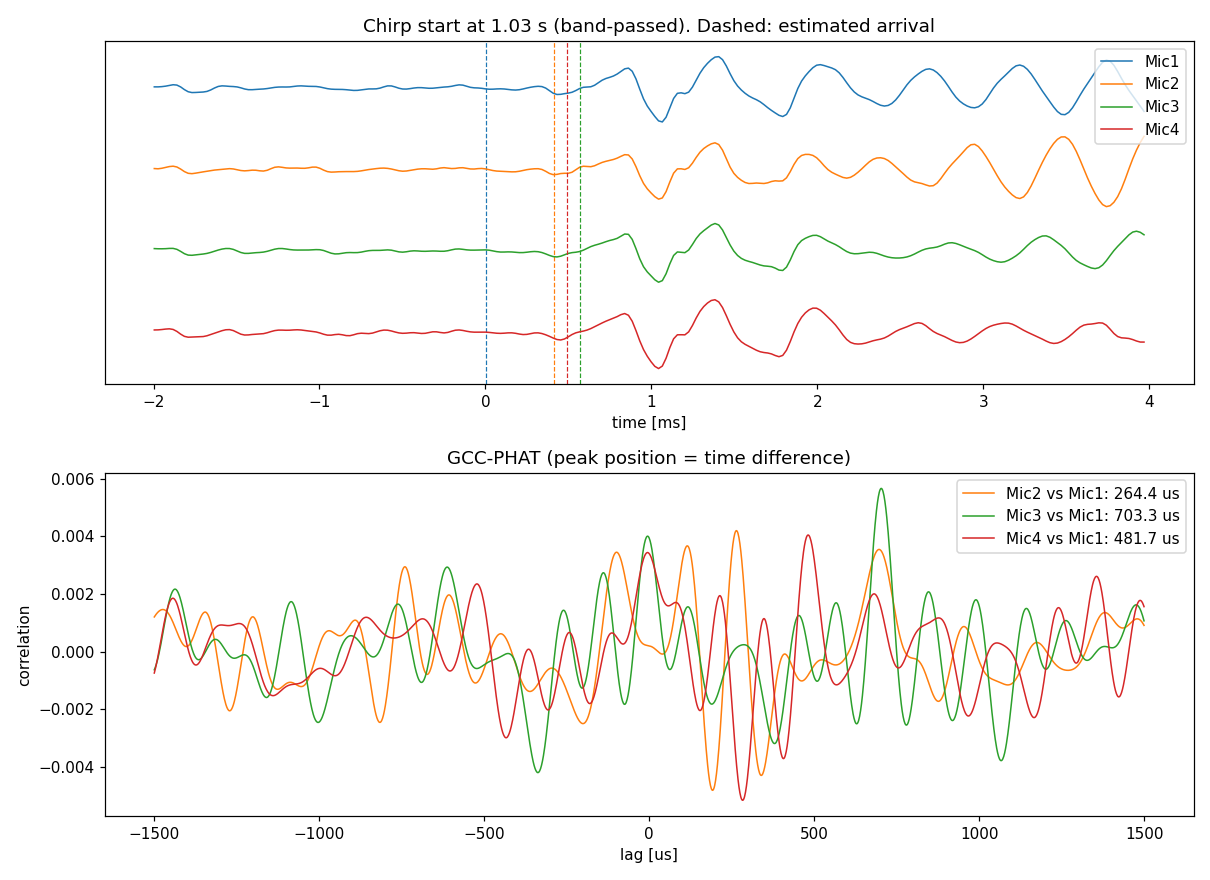 Chirp start at 1.03 s (band-passed). Dashed: estimated arrival
Mic1
Mic2
Mic3
Mic4
−2
−1
0
1
2
3
4
time [ms]
GCC-PHAT (peak position = time difference)
0.006
0.004
0.002
0.000
−0.002
−0.004
correlation
Mic2 vs Mic1: 264.4 us
Mic3 vs Mic1: 703.3 us
Mic4 vs Mic1: 481.7 us
−1500
−1000
−500
0
500
1000
1500
lag [us]